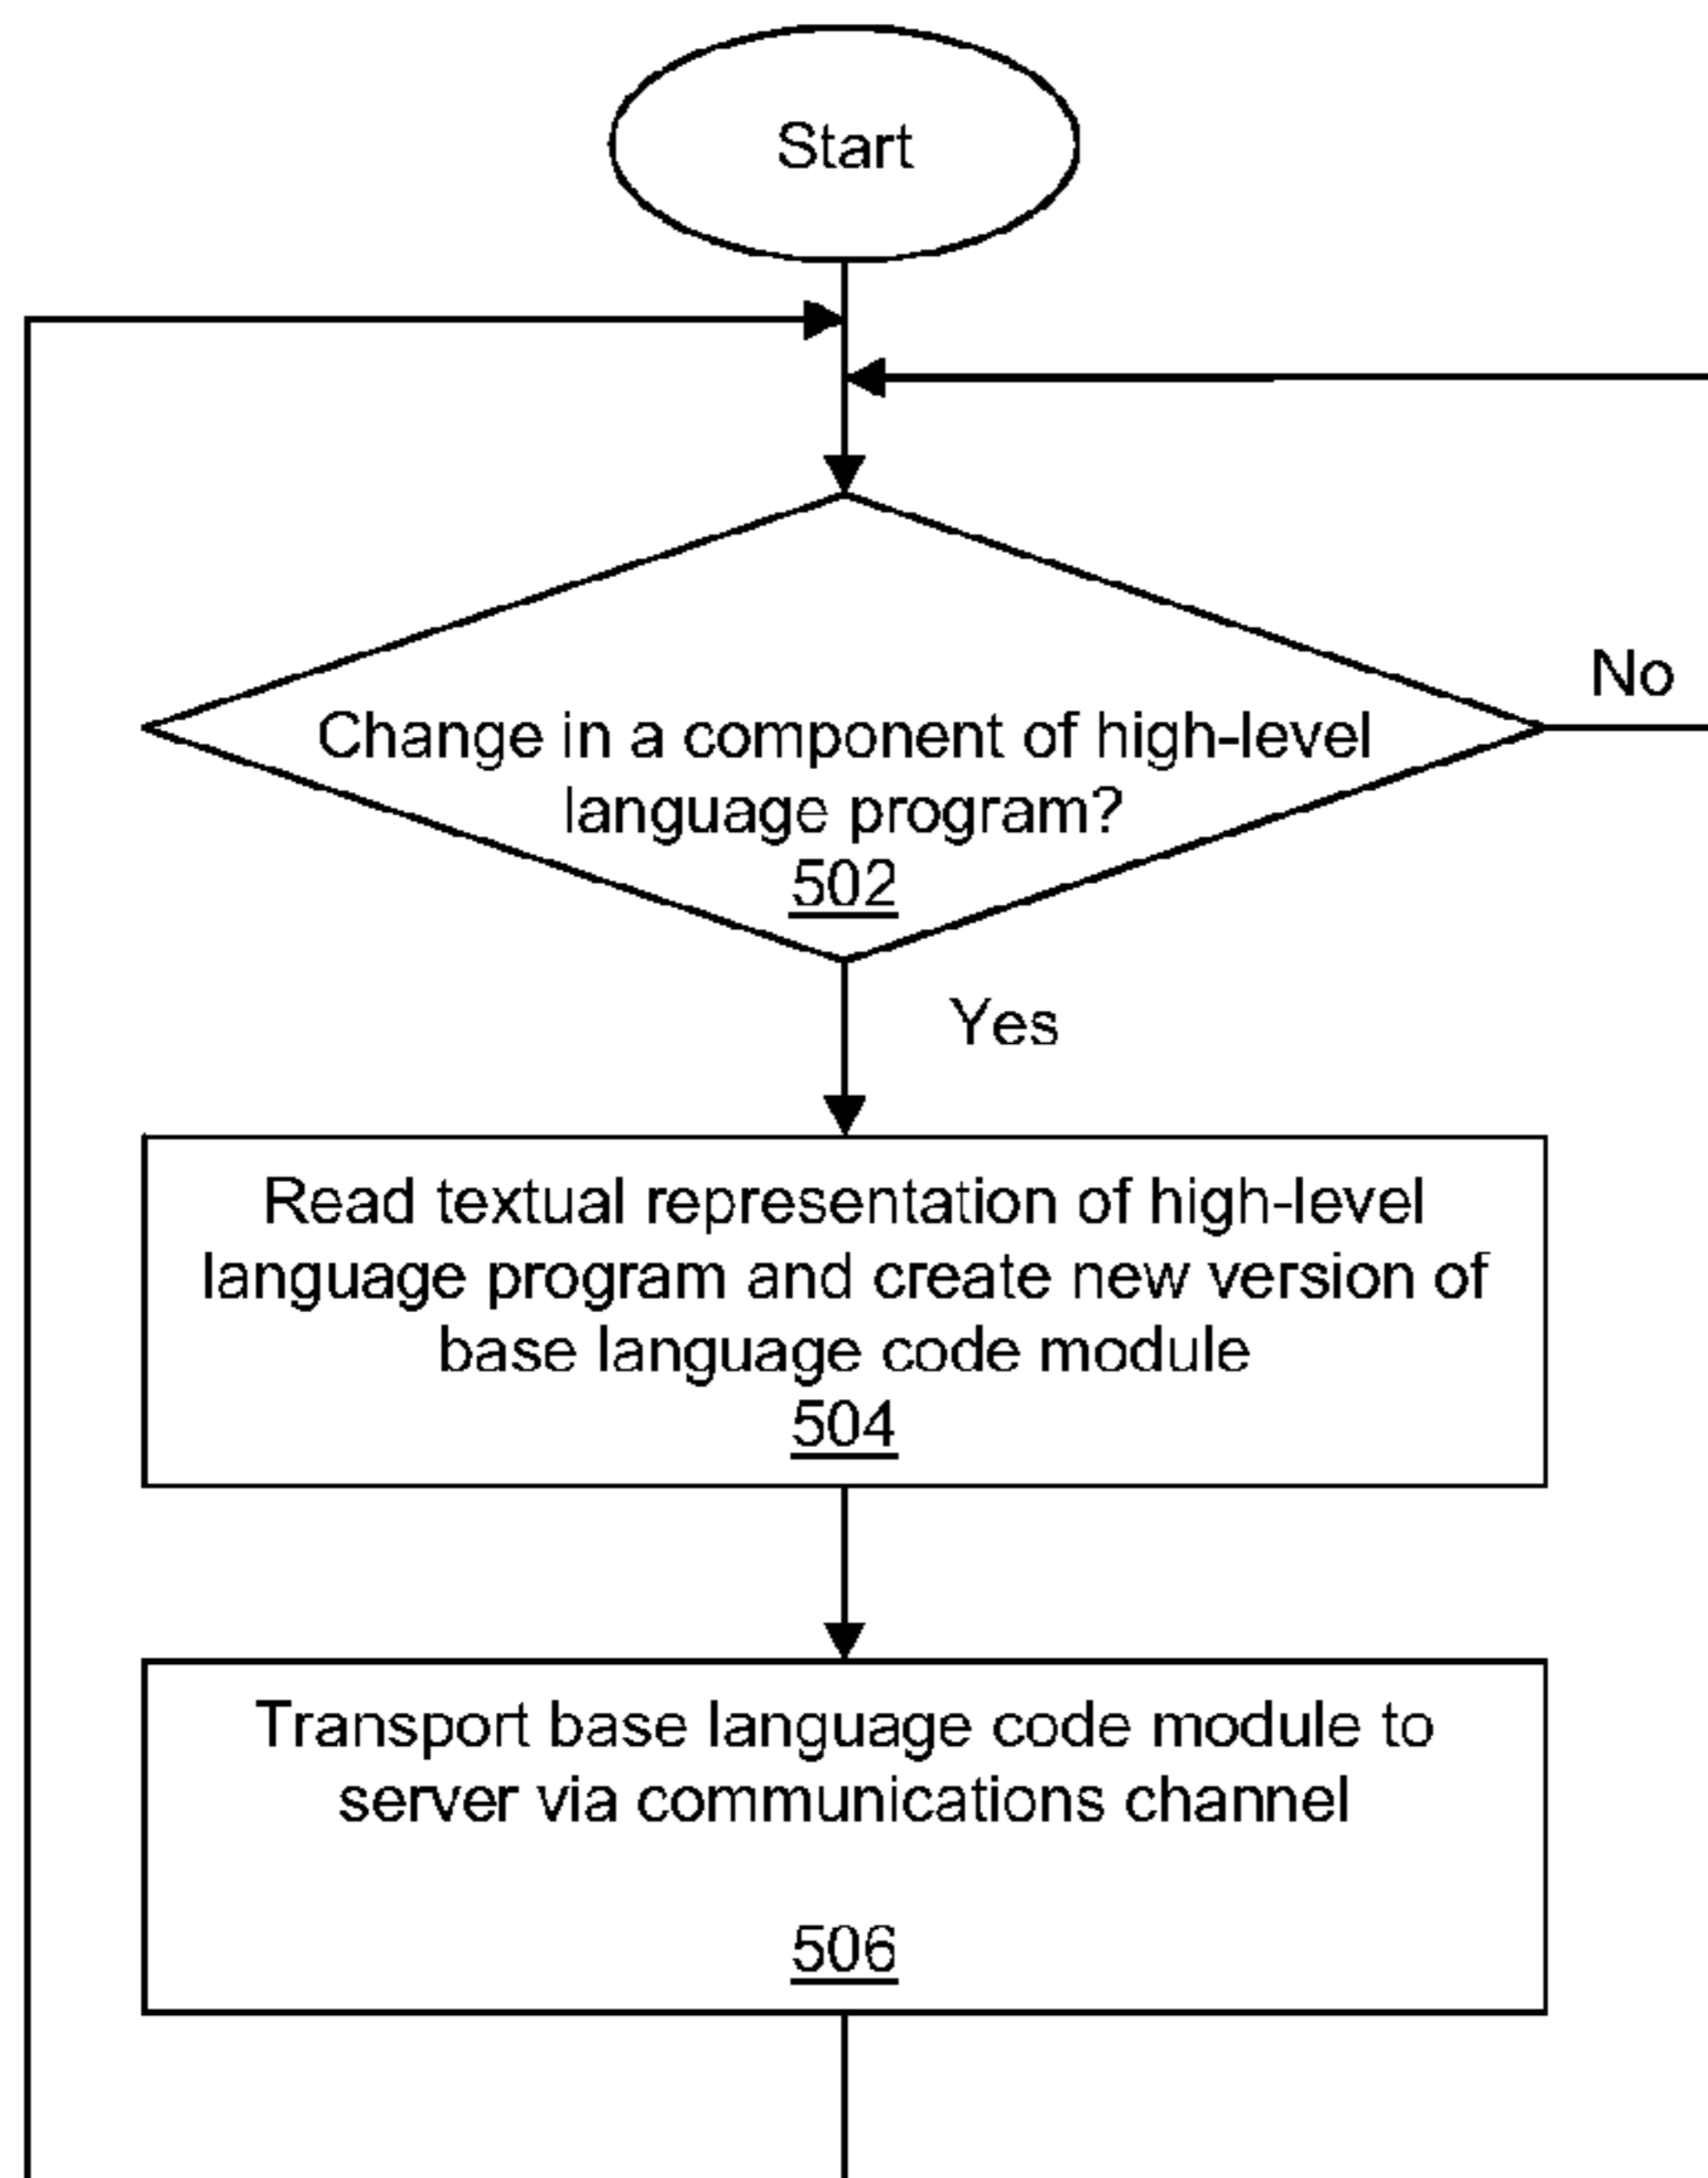 Start
Change in a component of high-level
language program?
502
No
Yes
Read textual representation of high-level
language program and create new version of
base language code module
504
Transport base language code module to
server via communications channel
506